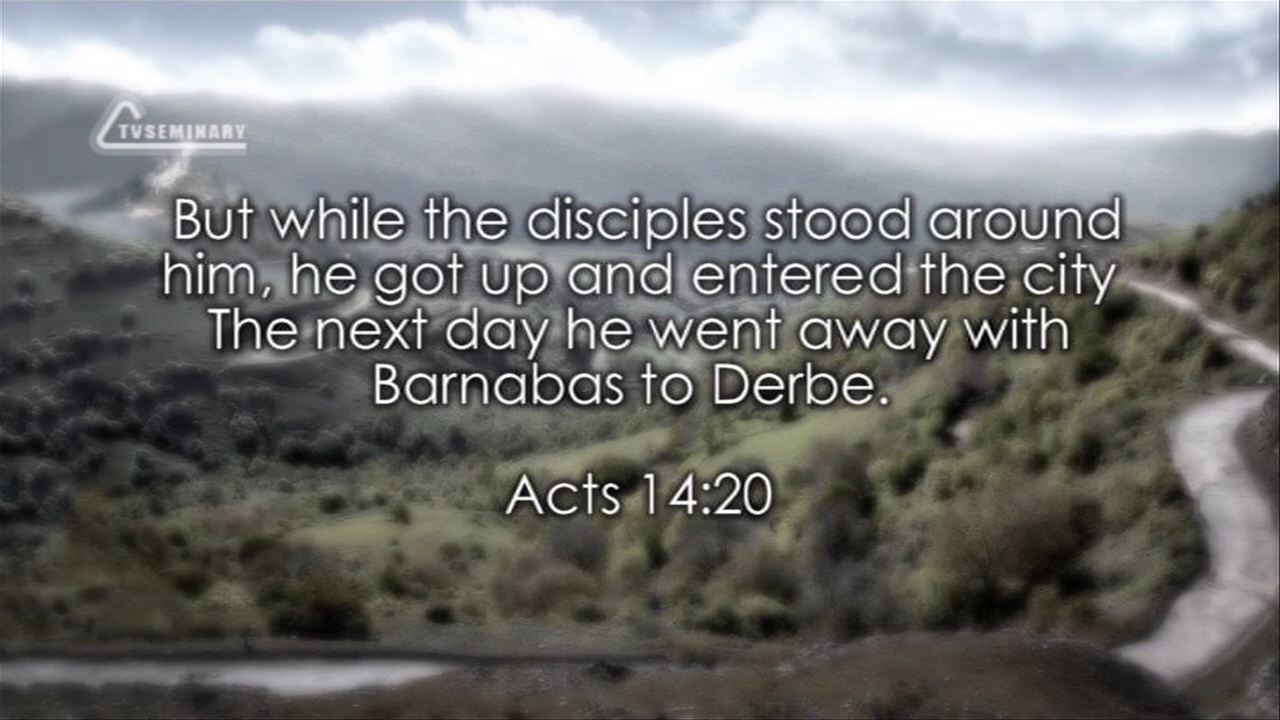 TVSEMINARY
But while the disciples stood around
him, he got up and entered the city
The next day he went away with
Barnabas to Derbe.
Acts 14:20